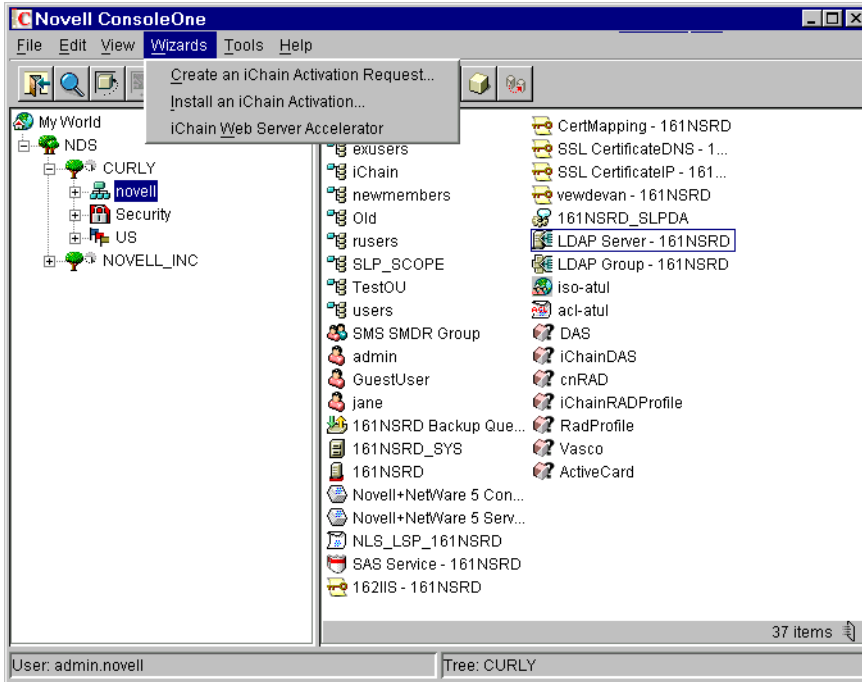 Novell ConsoleOne
File Edit View Wizards Tools Help
Create an iChain Activation Request...
Install an iChain Activation...
iChain Web Server Accelerator
My World
NDS
CURLY
novell
Security
US
NOVELL_INC
exusers
iChain
newmembers
Old
rusers
SLP_SCOPE
TestOU
users
SMS SMDR Group
admin
GuestUser
jane
161NSRD Backup Que...
161NSRD_SYS
161NSRD
Novell+NetWare 5 Con...
Novell+NetWare 5 Serv...
NLS_LSP_161NSRD
SAS Service - 161NSRD
162IIS - 161NSRD
CertMapping - 161NSRD
SSL CertificateDNS - 1...
SSL CertificateIP - 161...
vewdevan - 161NSRD
161NSRD_SLPDA
LDAP Server - 161NSRD
LDAP Group - 161NSRD
iso-atul
acl-atul
DAS
iChainDAS
cnRAD
iChainRADProfile
RadProfile
Vasco
ActiveCard
37 items
User: admin.novell
Tree: CURLY